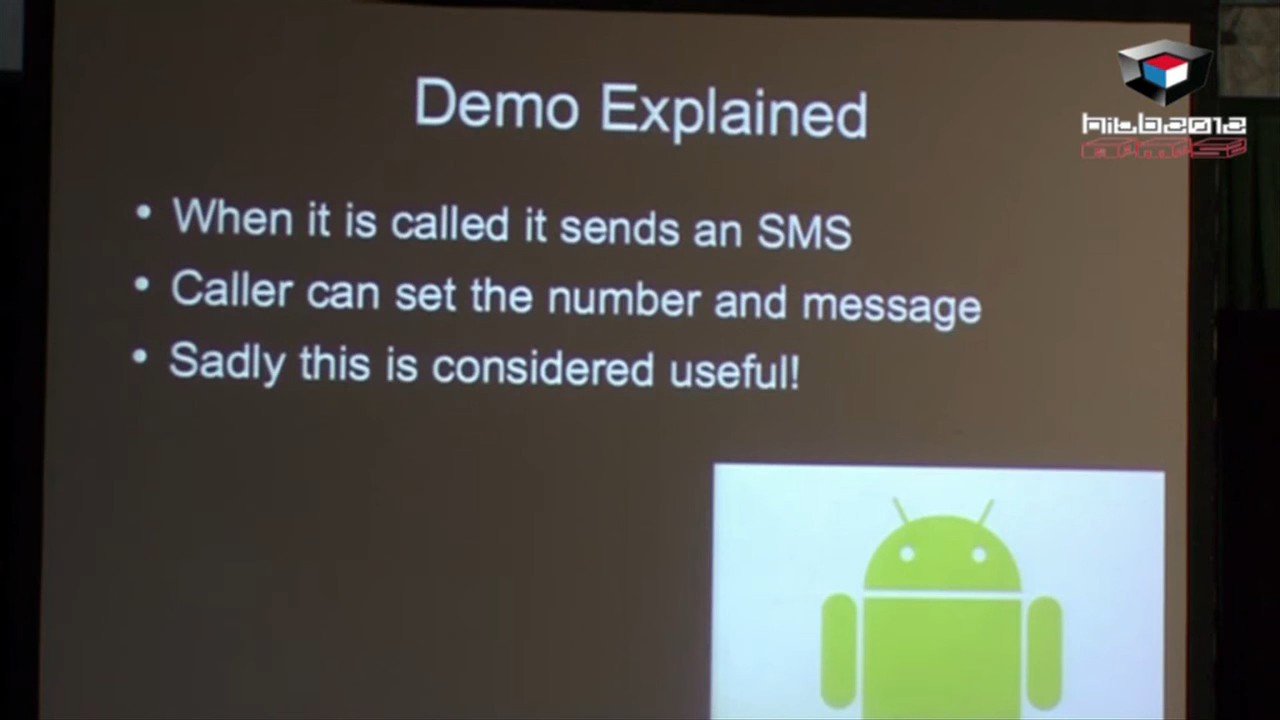 Demo Explained
• When it is called it sends an SMS
• Caller can set the number and message
• Sadly this is considered useful!
hitb2012